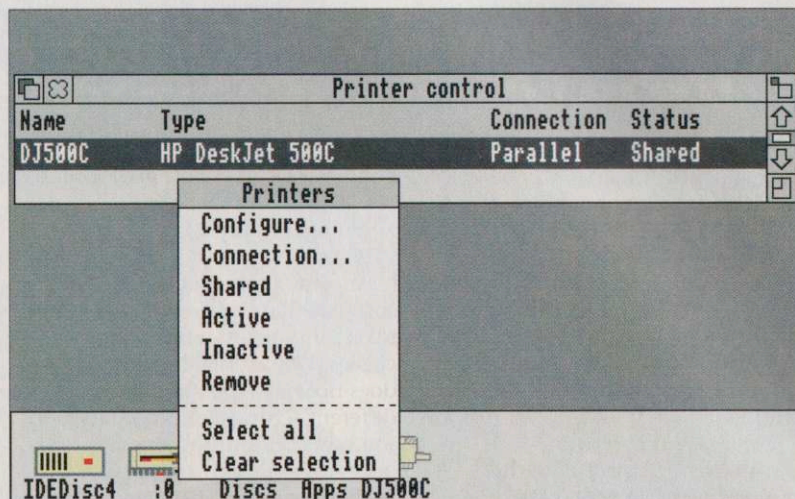 Printer control
Name Type Connection Status
DJ500C HP DeskJet 500C Parallel Shared
Printers
Configure...
Connection...
Shared
Active
Inactive
Remove
Select all
Clear selection
IDEDisc4 :0 Discs Apps DJ500C